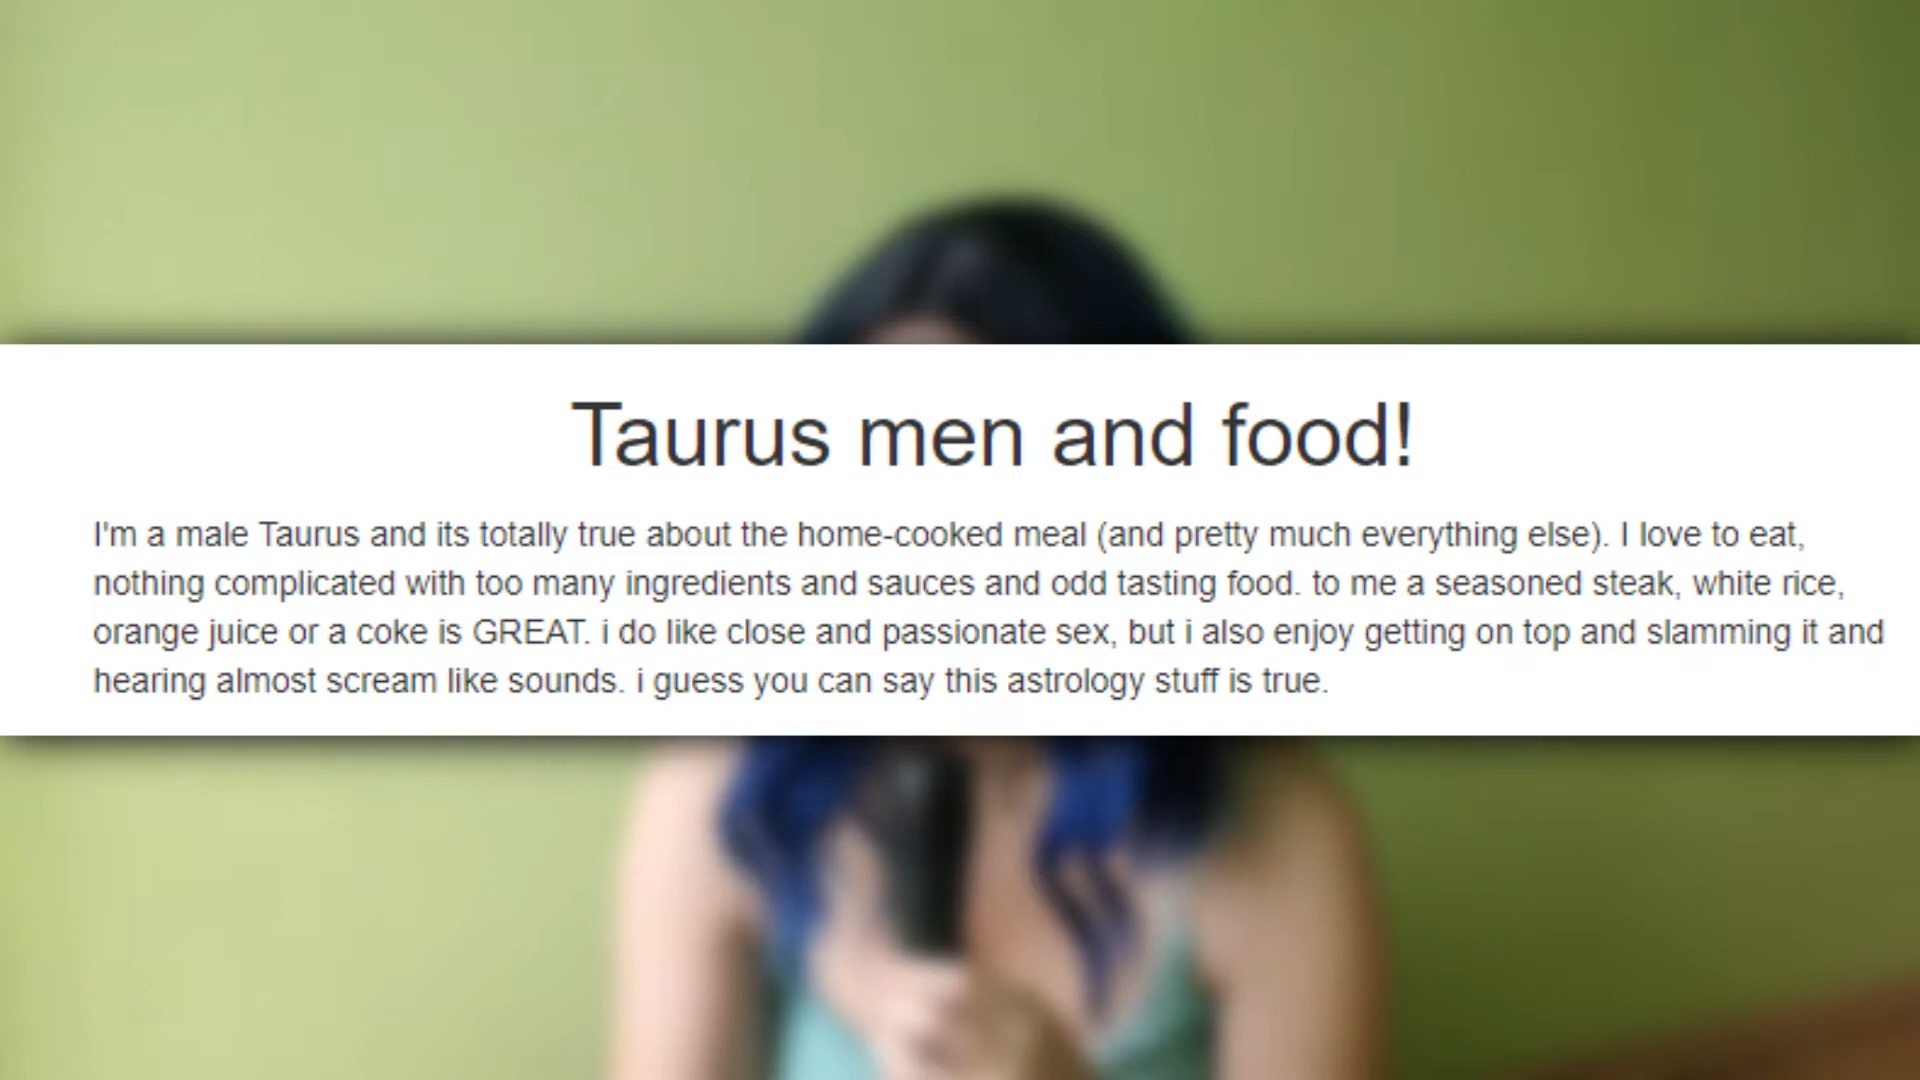 Taurus men and food!
I'm a male Taurus and its totally true about the home-cooked meal (and pretty much everything else). I love to eat,
nothing complicated with too many ingredients and sauces and odd tasting food. to me a seasoned steak, white rice,
orange juice or a coke is GREAT. i do like close and passionate sex, but i also enjoy getting on top and slamming it and
hearing almost scream like sounds. i guess you can say this astrology stuff is true.